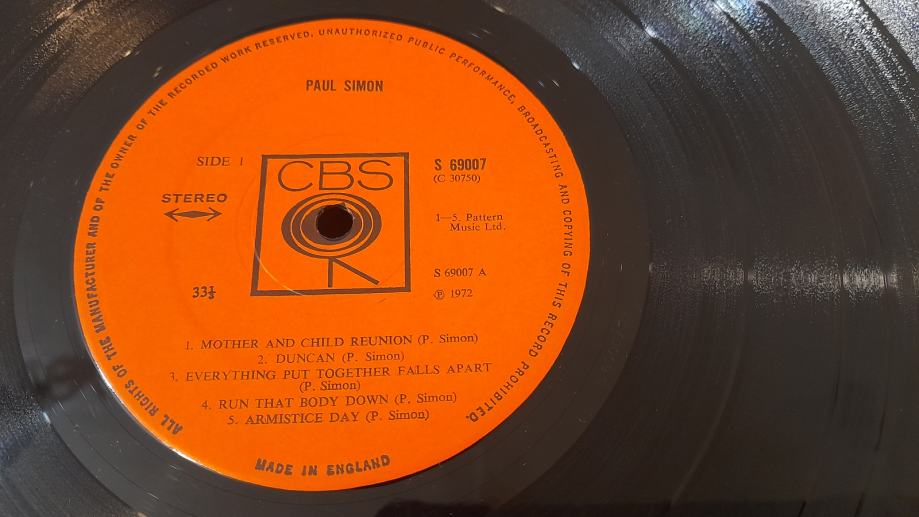 PAUL SIMON
SIDE 1
STEREO
33⅓
CBS
S 69007
(C 30750)
1—5. Pattern
Music Ltd.
S 69007 A
Ⓟ 1972
1. MOTHER AND CHILD REUNION (P. Simon)
2. DUNCAN (P. Simon)
3. EVERYTHING PUT TOGETHER FALLS APART
(P. Simon)
4. RUN THAT BODY DOWN (P. Simon)
5. ARMISTICE DAY (P. Simon)
ALL RIGHTS OF THE MANUFACTURER AND OF THE OWNER OF THE RECORDED WORK RESERVED. UNAUTHORIZED PUBLIC PERFORMANCE, BROADCASTING AND COPYING OF THIS RECORD PROHIBITED.
MADE IN ENGLAND